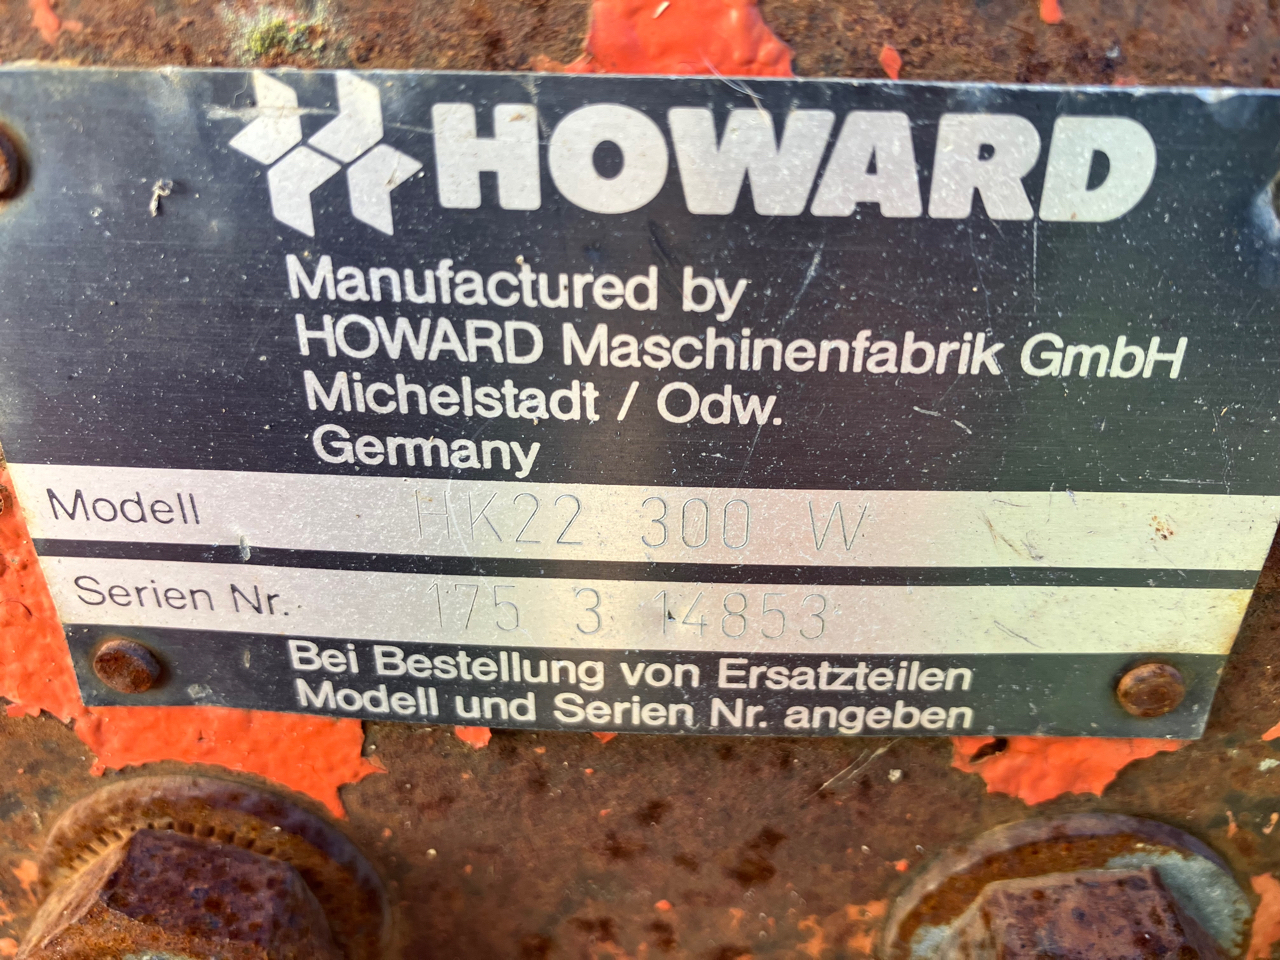 HOWARD
Manufactured by
HOWARD Maschinenfabrik GmbH
Michelstadt / Odw.
Germany
Modell HK22 300 W
Serien Nr. 175 3 14853
Bei Bestellung von Ersatzteilen
Modell und Serien Nr. angeben